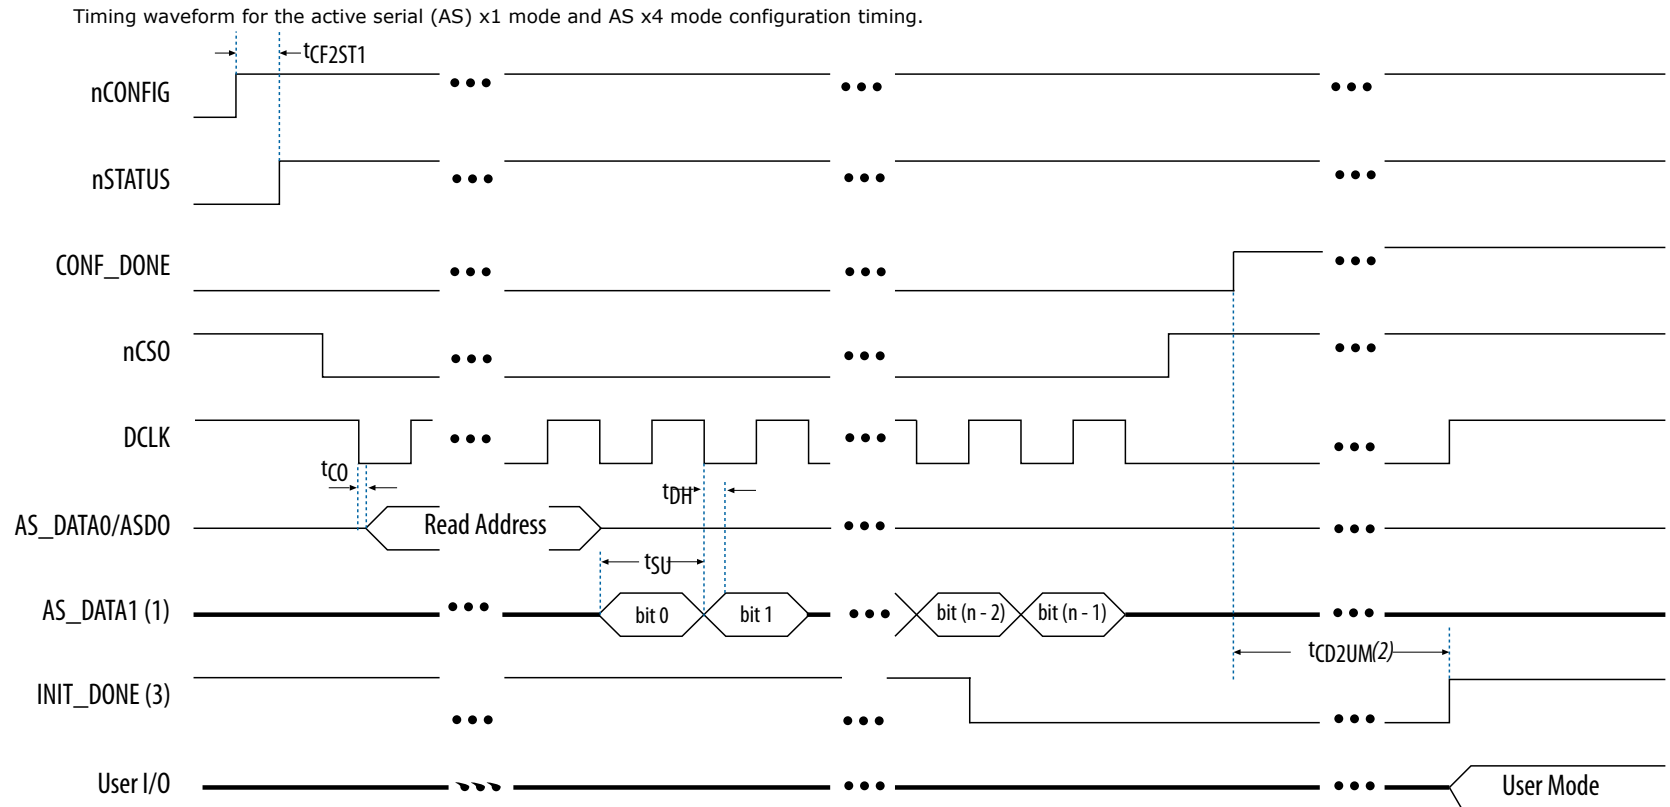 Timing waveform for the active serial (AS) x1 mode and AS x4 mode configuration timing.
tCF2ST1
nCONFIG
nSTATUS
CONF_DONE
nCSO
DCLK
tCO
tDH
AS_DATA0/ASDO
Read Address
tSU
AS_DATA1 (1)
bit 0
bit 1
bit (n - 2)
bit (n - 1)
tCD2UM(2)
INIT_DONE (3)
User I/O
User Mode